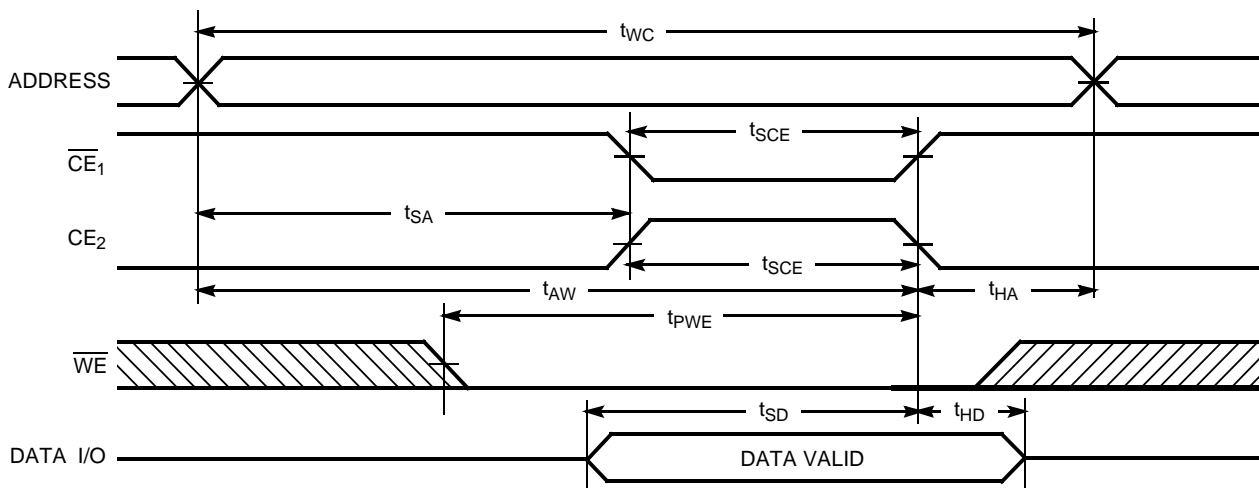 tWC
ADDRESS
tSCE
CE1
tSA
CE2
tSCE
tAW
tHA
tPWE
WE
tSD
tHD
DATA I/O
DATA VALID